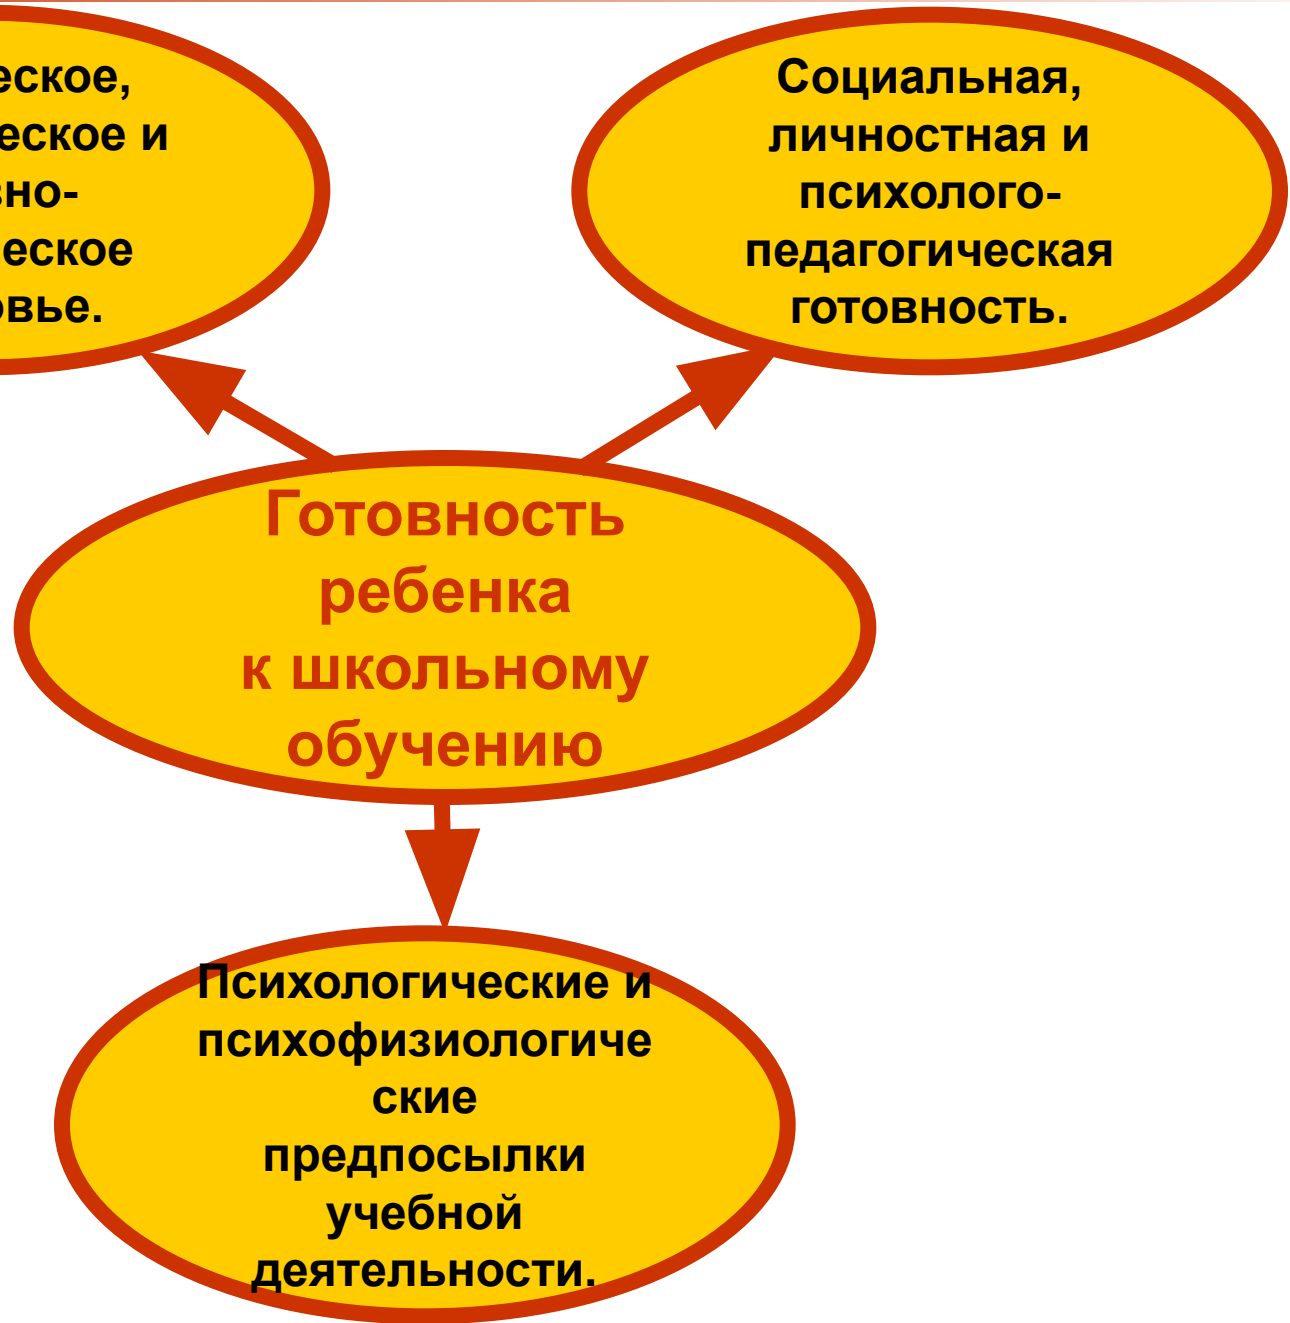 еское,
еское и
вно-
еское
овье.
Социальная,
личностная и
психолого-
педагогическая
готовность.
Готовность
ребенка
к школьному
обучению
Психологические и
психофизиологиче
ские
предпосылки
учебной
деятельности.